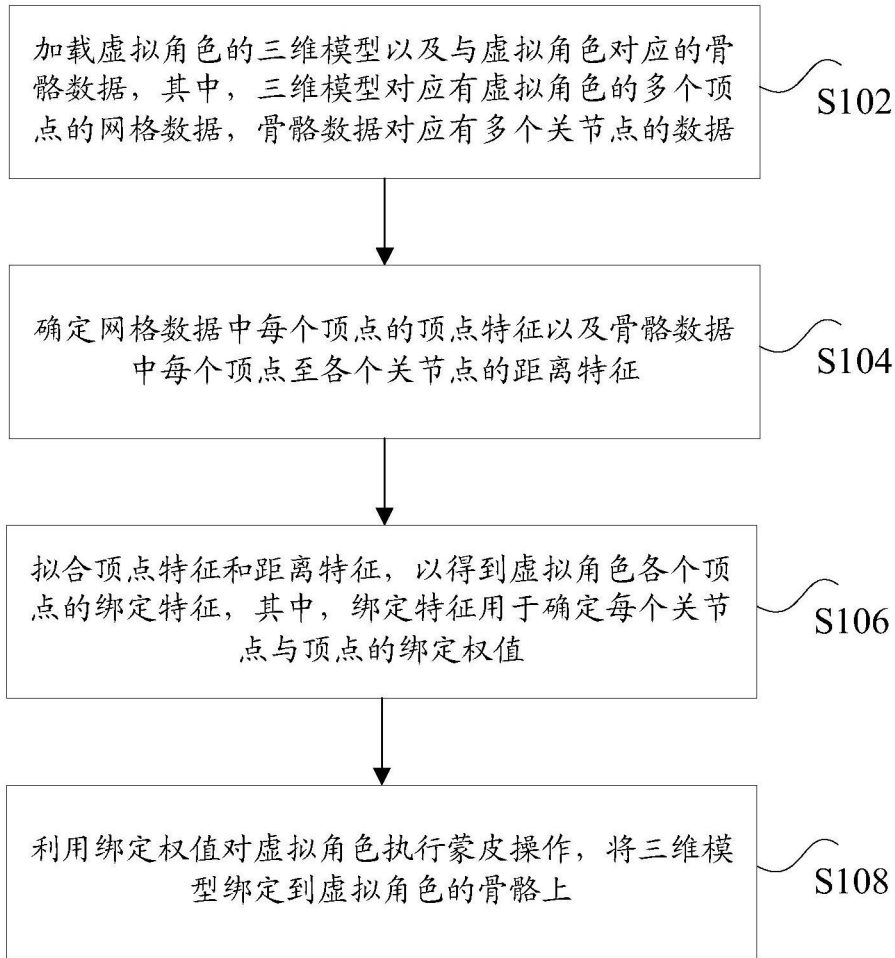 加载虚拟角色的三维模型以及与虚拟角色对应的骨
骼数据，其中，三维模型对应有虚拟角色的多个顶
点的网格数据，骨骼数据对应有多个关节点的数据
S102
确定网格数据中每个顶点的顶点特征以及骨骼数据
中每个顶点至各个关节点的距离特征
S104
拟合顶点特征和距离特征，以得到虚拟角色各个顶
点的绑定特征，其中，绑定特征用于确定每个关节
点与顶点的绑定权值
S106
利用绑定权值对虚拟角色执行蒙皮操作，将三维模
型绑定到虚拟角色的骨骼上
S108